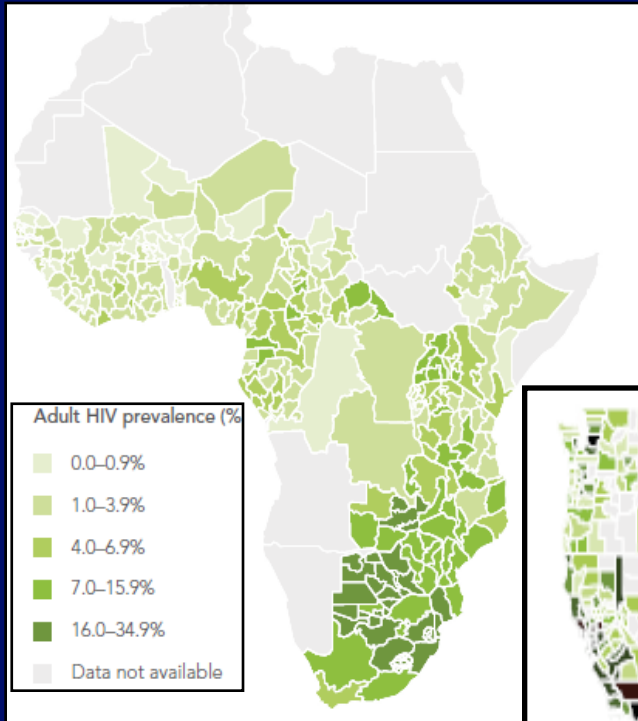 Adult HIV prevalence (%
0.0–0.9%
1.0–3.9%
4.0–6.9%
7.0–15.9%
16.0–34.9%
Data not available